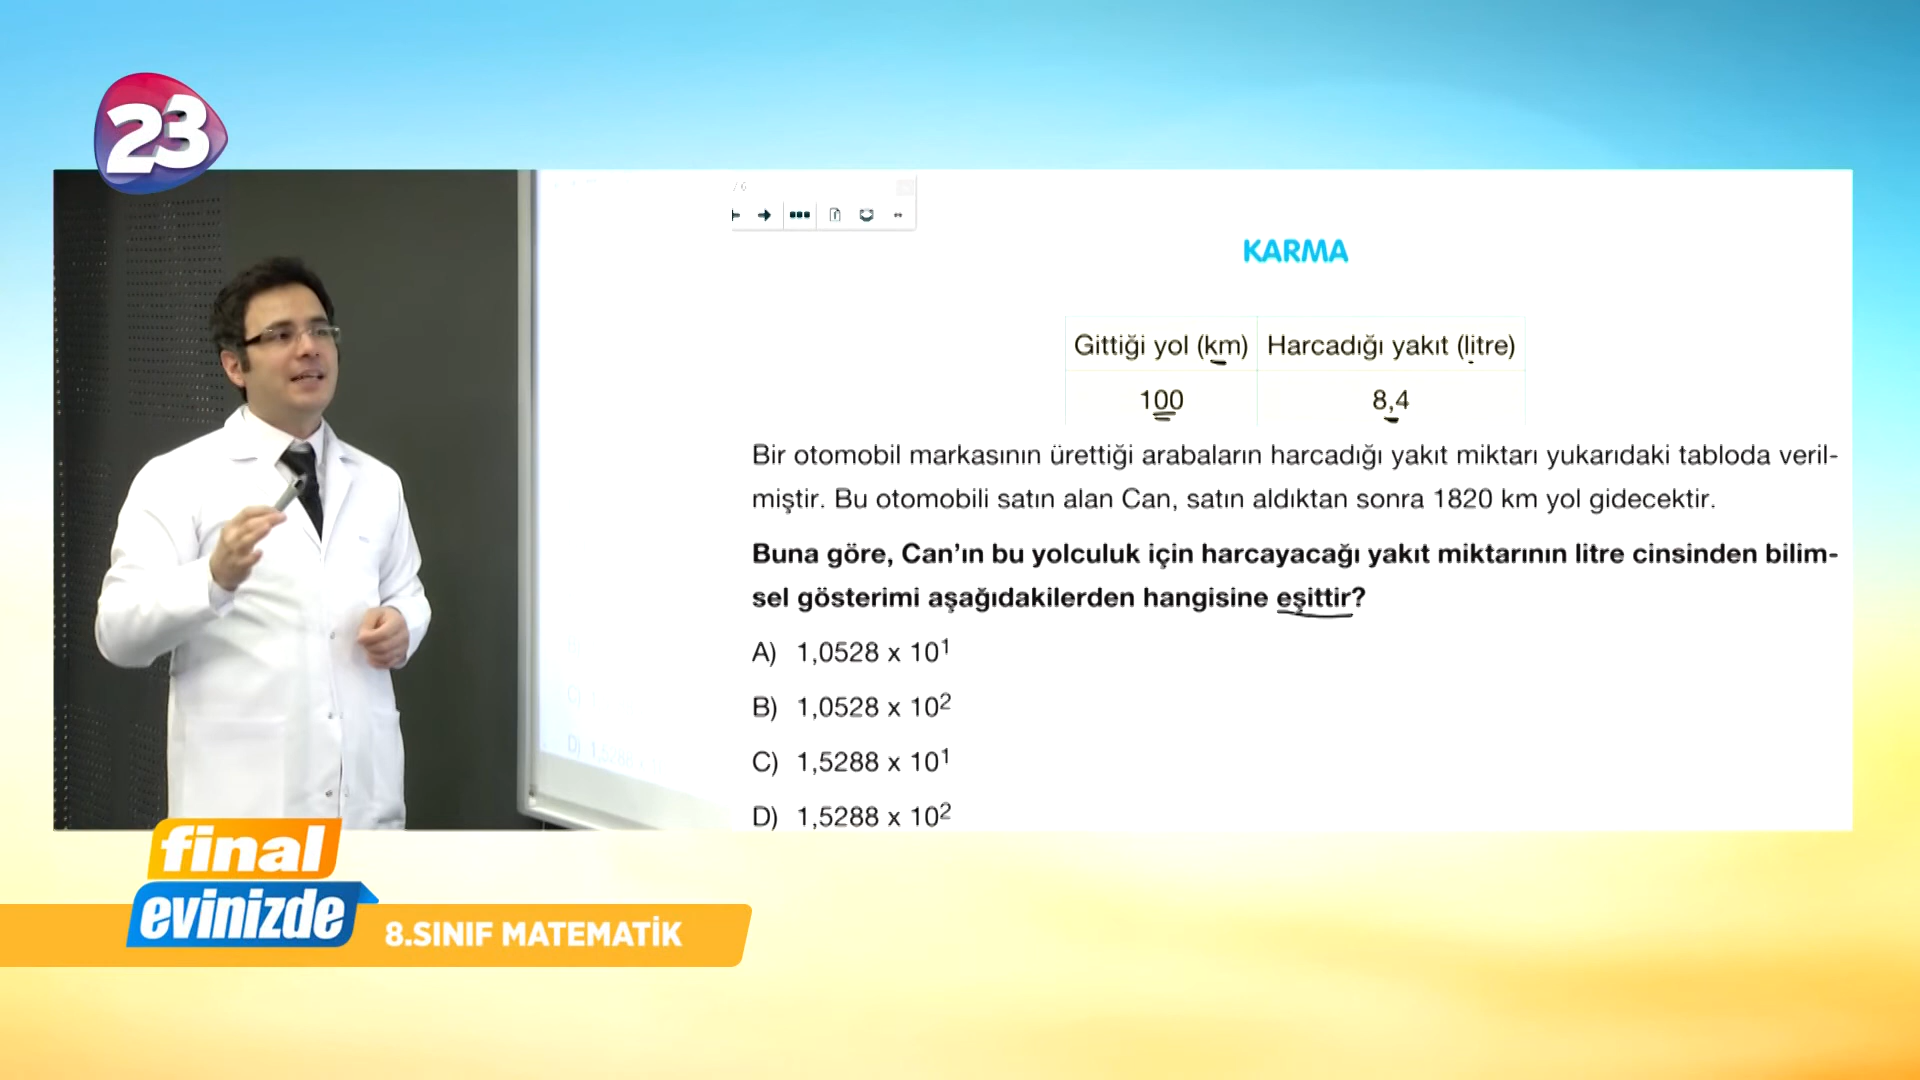 23
/ 6
KARMA
Gittiği yol (km) Harcadığı yakıt (litre)
100 8,4
Bir otomobil markasının ürettiği arabaların harcadığı yakıt miktarı yukarıdaki tabloda veril-
miştir. Bu otomobili satın alan Can, satın aldıktan sonra 1820 km yol gidecektir.
Buna göre, Can'ın bu yolculuk için harcayacağı yakıt miktarının litre cinsinden bilim-
sel gösterimi aşağıdakilerden hangisine eşittir?
A) 1,0528 x 10¹
B) 1,0528 x 10²
C) 1,5288 x 10¹
D) 1,5288 x 10²
final
evinizde
8.SINIF MATEMATİK